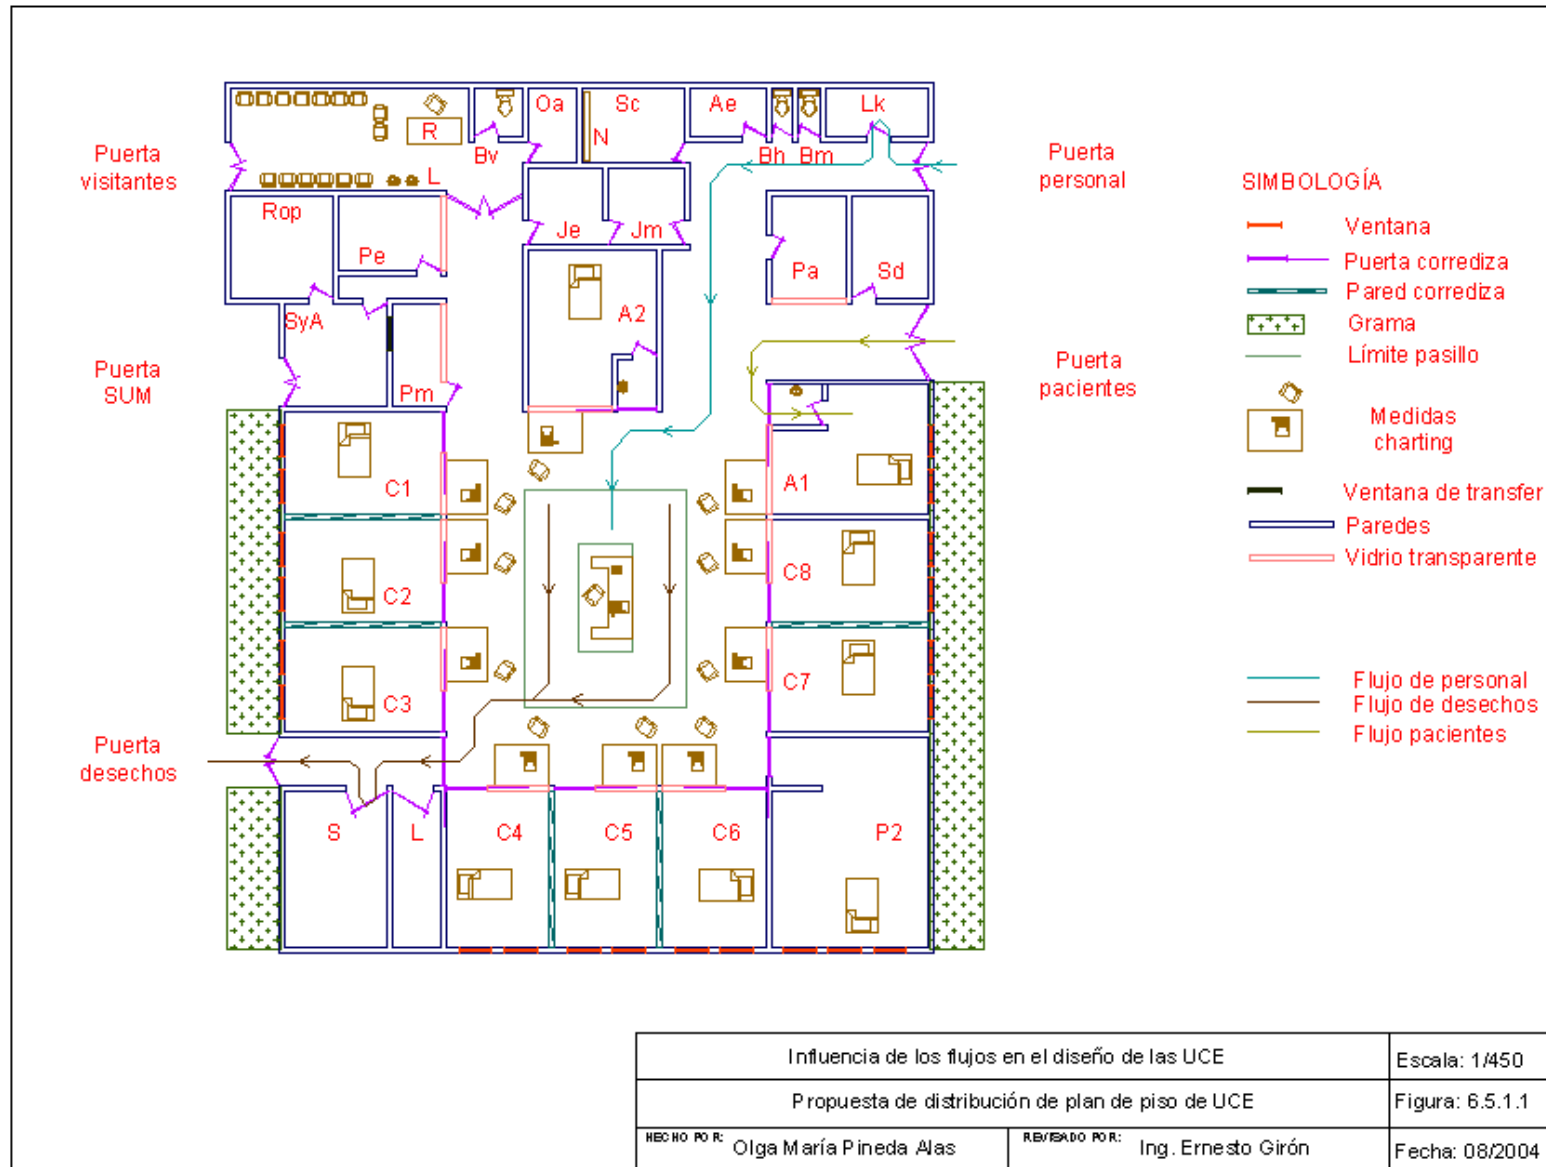 Oa
Sc
Ae
Lk
R
N
Bv
Bh
Bm
Puerta
visitantes
L
Puerta
personal
Rop
Pe
Je
Jm
Pa
Sd
SIMBOLOGÍA
Ventana
Puerta corrediza
Pared corrediza
Grama
Límite pasillo
Medidas
charting
Ventana de transfer
Paredes
Vidrio transparente
Flujo de personal
Flujo de desechos
Flujo pacientes
SyA
A2
Puerta
SUM
Pm
Puerta
pacientes
C1
A1
C2
C8
C3
C7
Puerta
desechos
S
L
C4
C5
C6
P2
Influencia de los flujos en el diseño de las UCE
Escala: 1/450
Propuesta de distribución de plan de piso de UCE
Figura: 6.5.1.1
HECHO POR: Olga María Pineda Alas
REVISADO POR: Ing. Ernesto Girón
Fecha: 08/2004